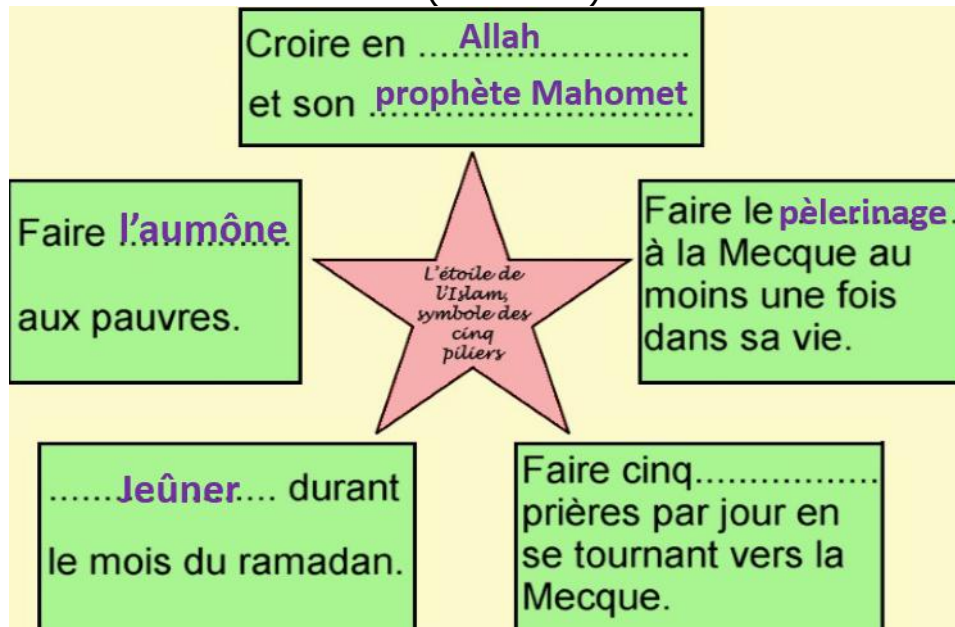 Croire en ....Allah....
et son prophète Mahomet
Faire l'aumône
aux pauvres.
Faire le pèlerinage.
à la Mecque au
moins une fois
dans sa vie.
L'étoile de
l'Islam,
symbole des
cinq
piliers
......Jeûner.... durant
le mois du ramadan.
Faire cinq.................
prières par jour en
se tournant vers la
Mecque.